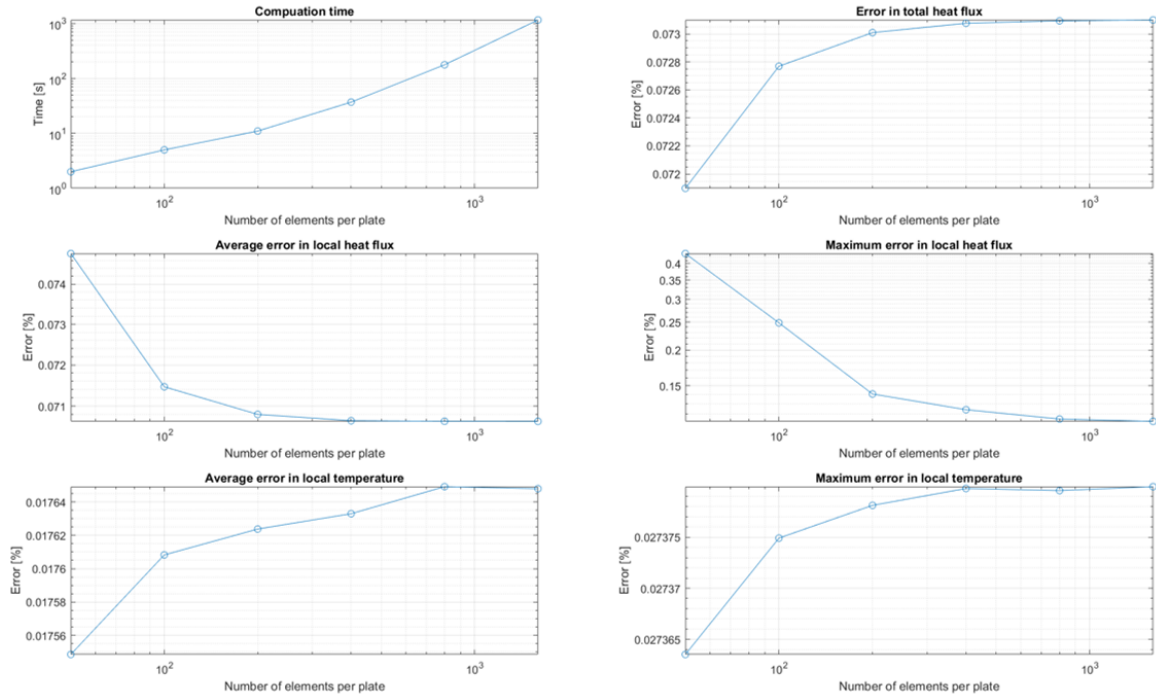 Compuation time
10^3
10^2
10^1
10^0
Time [s]
10^2
10^3
Number of elements per plate
Error in total heat flux
0.073
0.0728
0.0726
0.0724
0.0722
0.072
Error [%]
10^2
10^3
Number of elements per plate
Average error in local heat flux
0.074
0.073
0.072
0.071
Error [%]
10^2
10^3
Number of elements per plate
Maximum error in local heat flux
0.4
0.35
0.3
0.25
0.2
0.15
Error [%]
10^2
10^3
Number of elements per plate
Average error in local temperature
0.01764
0.01762
0.0176
0.01758
0.01756
Error [%]
10^2
10^3
Number of elements per plate
Maximum error in local temperature
0.027375
0.02737
0.027365
Error [%]
10^2
10^3
Number of elements per plate